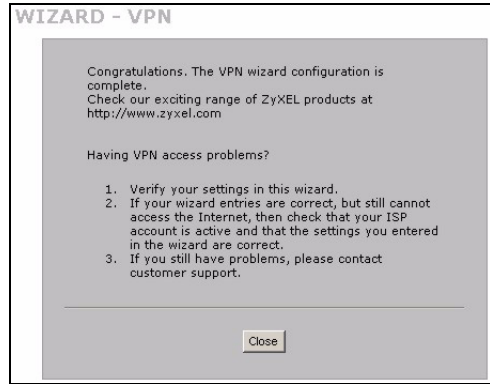 WIZARD - VPN
Congratulations. The VPN wizard configuration is
complete.
Check our exciting range of ZyXEL products at
http://www.zyxel.com
Having VPN access problems?
1. Verify your settings in this wizard.
2. If your wizard entries are correct, but still cannot
access the Internet, then check that your ISP
account is active and that the settings you entered
in the wizard are correct.
3. If you still have problems, please contact
customer support.
Close